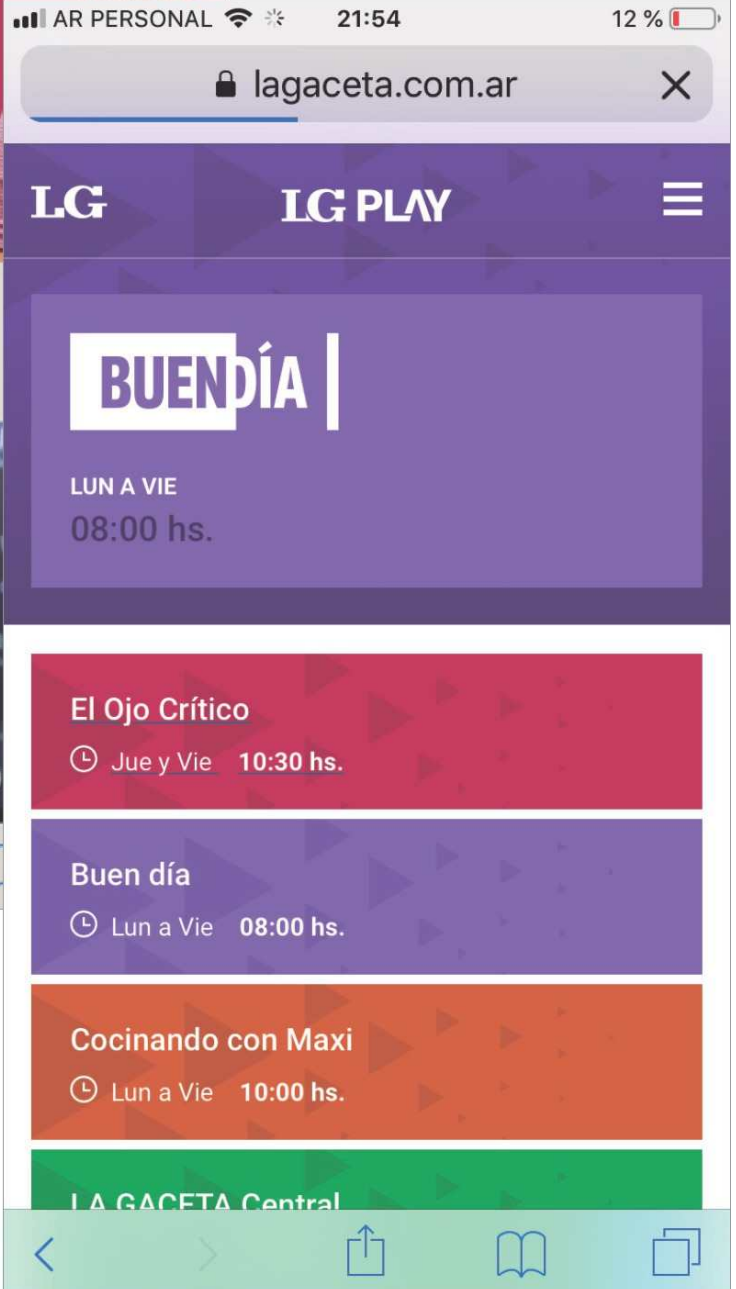 AR PERSONAL 21:54 12 %
lagaceta.com.ar
LG LG PLAY
BUENDÍA
LUN A VIE
08:00 hs.
El Ojo Crítico
Jue y Vie 10:30 hs.
Buen día
Lun a Vie 08:00 hs.
Cocinando con Maxi
Lun a Vie 10:00 hs.
LA GACETA Central